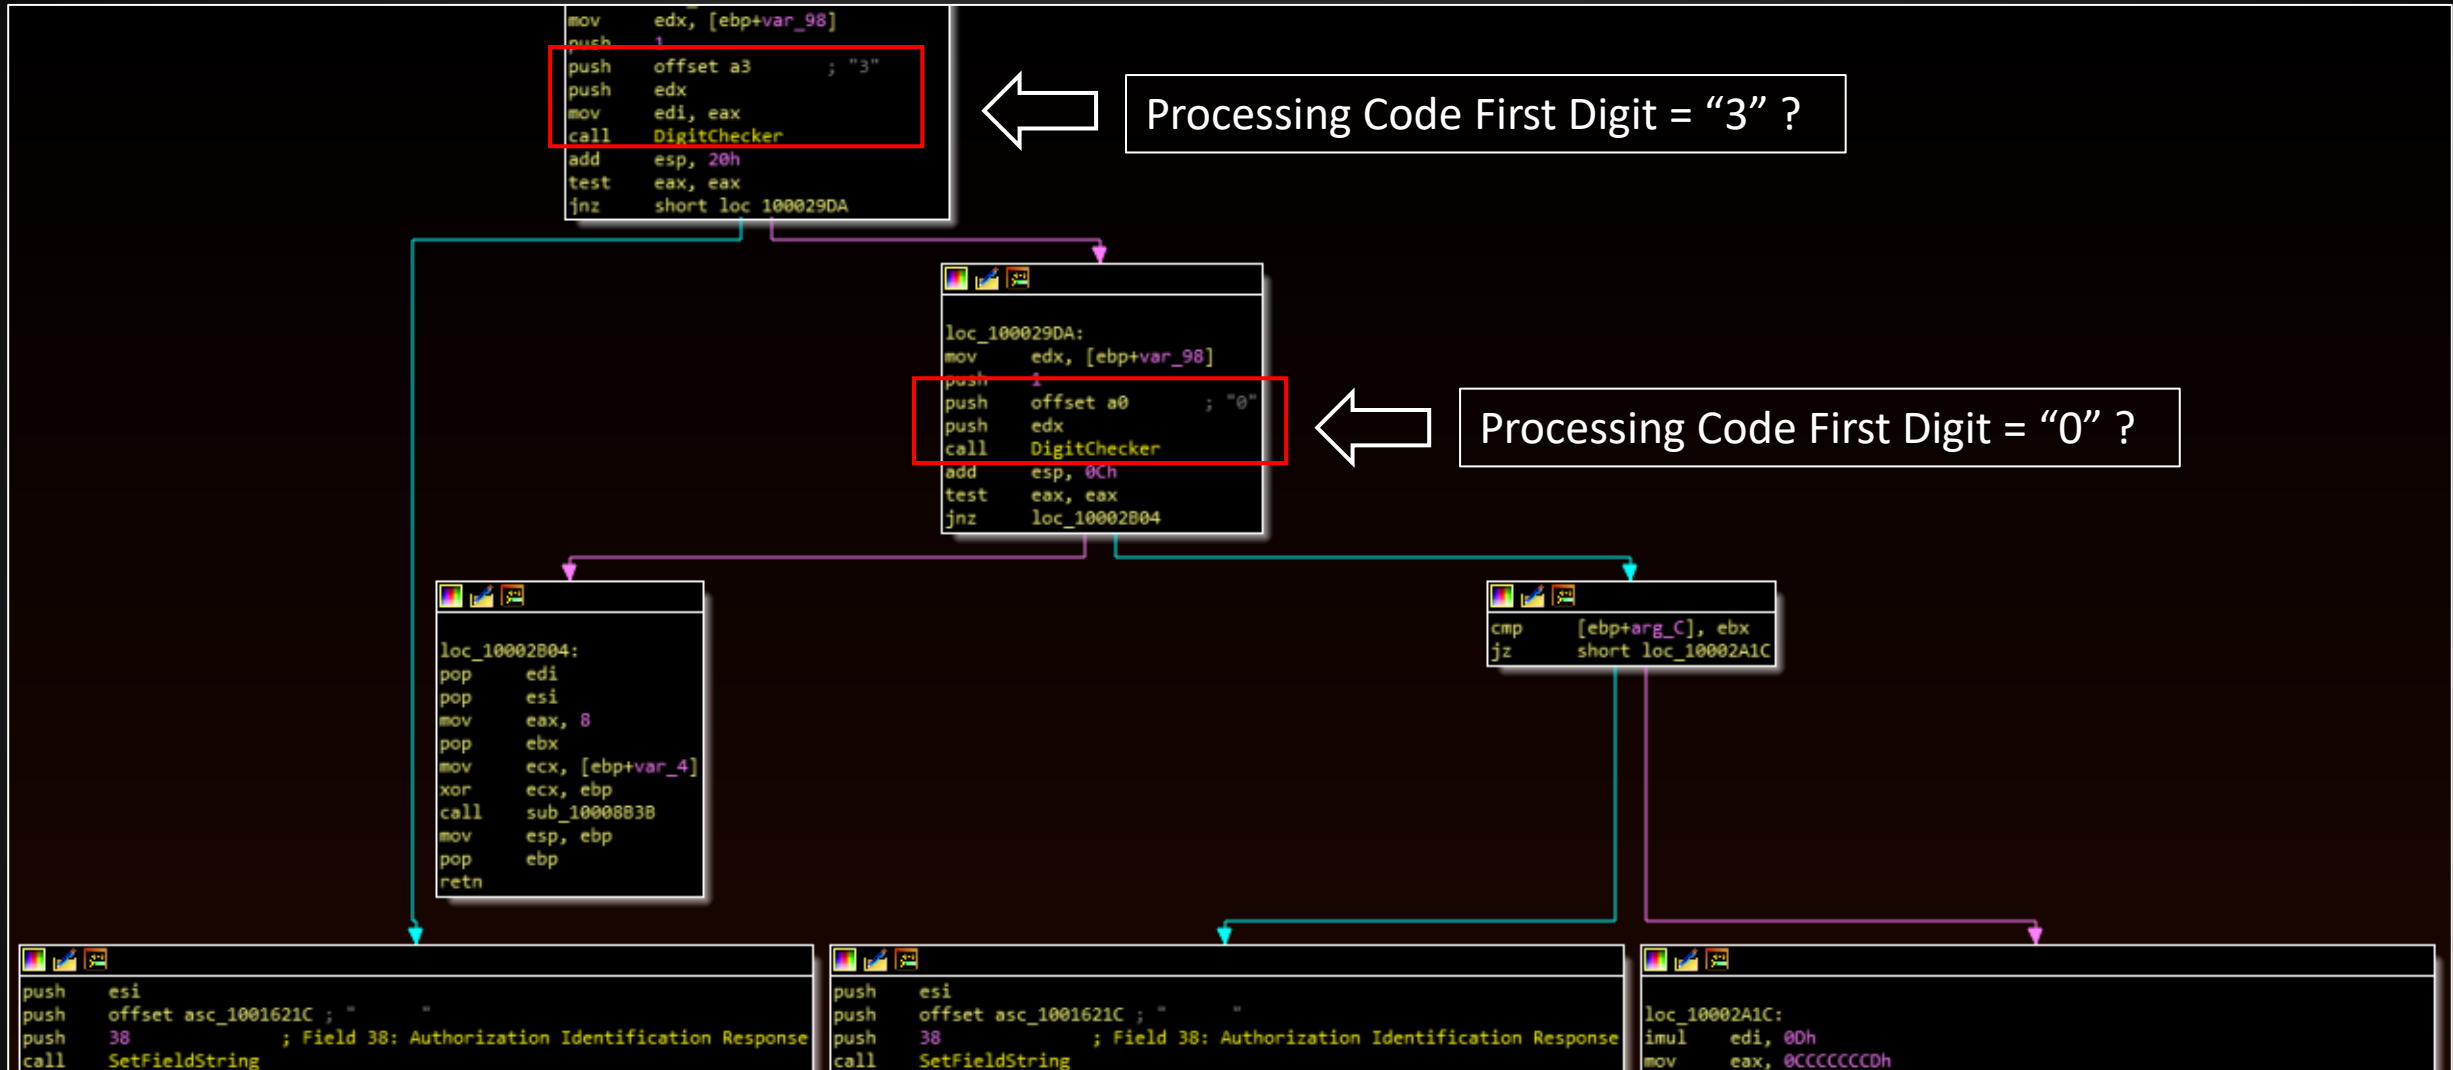 mov edx, [ebp+var_98]
push 1
push offset a3 ; "3"
push edx
mov edi, eax
call DigitChecker
add esp, 20h
test eax, eax
jnz short loc_100029DA
Processing Code First Digit = “3” ?
loc_100029DA:
mov edx, [ebp+var_98]
push 1
push offset a0 ; "0"
push edx
call DigitChecker
add esp, 0Ch
test eax, eax
jnz loc_10002B04
Processing Code First Digit = “0” ?
loc_10002B04:
pop edi
pop esi
mov eax, 8
pop ebx
mov ecx, [ebp+var_4]
xor ecx, ebp
call sub_10008B3B
mov esp, ebp
pop ebp
retn
cmp [ebp+arg_C], ebx
jz short loc_10002A1C
push esi
push offset asc_1001621C ; " "
push 38 ; Field 38: Authorization Identification Response
call SetFieldString
push esi
push offset asc_1001621C ; " "
push 38 ; Field 38: Authorization Identification Response
call SetFieldString
loc_10002A1C:
imul edi, 0Dh
mov eax, 0CCCCCCCDh